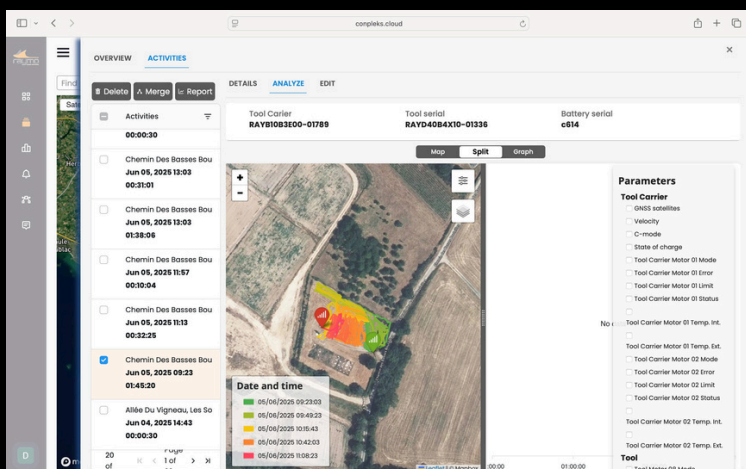 conpleks.cloud
raymo
Find
Sate
OVERVIEW ACTIVITIES
Delete Merge Report
Activities
00:00:30
Chemin Des Basses Bou
Jun 05, 2025 13:03
00:31:01
Chemin Des Basses Bou
Jun 05, 2025 13:03
01:38:06
Chemin Des Basses Bou
Jun 05, 2025 11:57
00:10:04
Chemin Des Basses Bou
Jun 05, 2025 11:13
00:32:25
Chemin Des Basses Bou
Jun 05, 2025 09:23
01:45:20
Allée Du Vigneau, Les So
Jun 04, 2025 14:43
00:00:30
20
of
Page
1 of
D
DETAILS ANALYZE EDIT
Tool Carier Tool serial Battery serial
RAYB10B3E00-01789 RAYD40B4X10-01336 c614
Map Split Graph
+
-
Date and time
05/06/2025 09:23:03
05/06/2025 09:49:23
05/06/2025 10:15:43
05/06/2025 10:42:03
05/06/2025 11:08:23
Leaflet | © Mapbox
No
:00:00 01:00:00
Parameters
Tool Carrier
GNSS satellites
Velocity
C-mode
State of charge
Tool Carrier Motor 01 Mode
Tool Carrier Motor 01 Error
Tool Carrier Motor 01 Limit
Tool Carrier Motor 01 Status
Tool Carrier Motor 01 Temp. Int.
Tool Carrier Motor 01 Temp. Ext.
Tool Carrier Motor 02 Mode
Tool Carrier Motor 02 Error
Tool Carrier Motor 02 Limit
Tool Carrier Motor 02 Status
Tool Carrier Motor 02 Temp. Int.
Tool Carrier Motor 02 Temp. Ext.
Tool